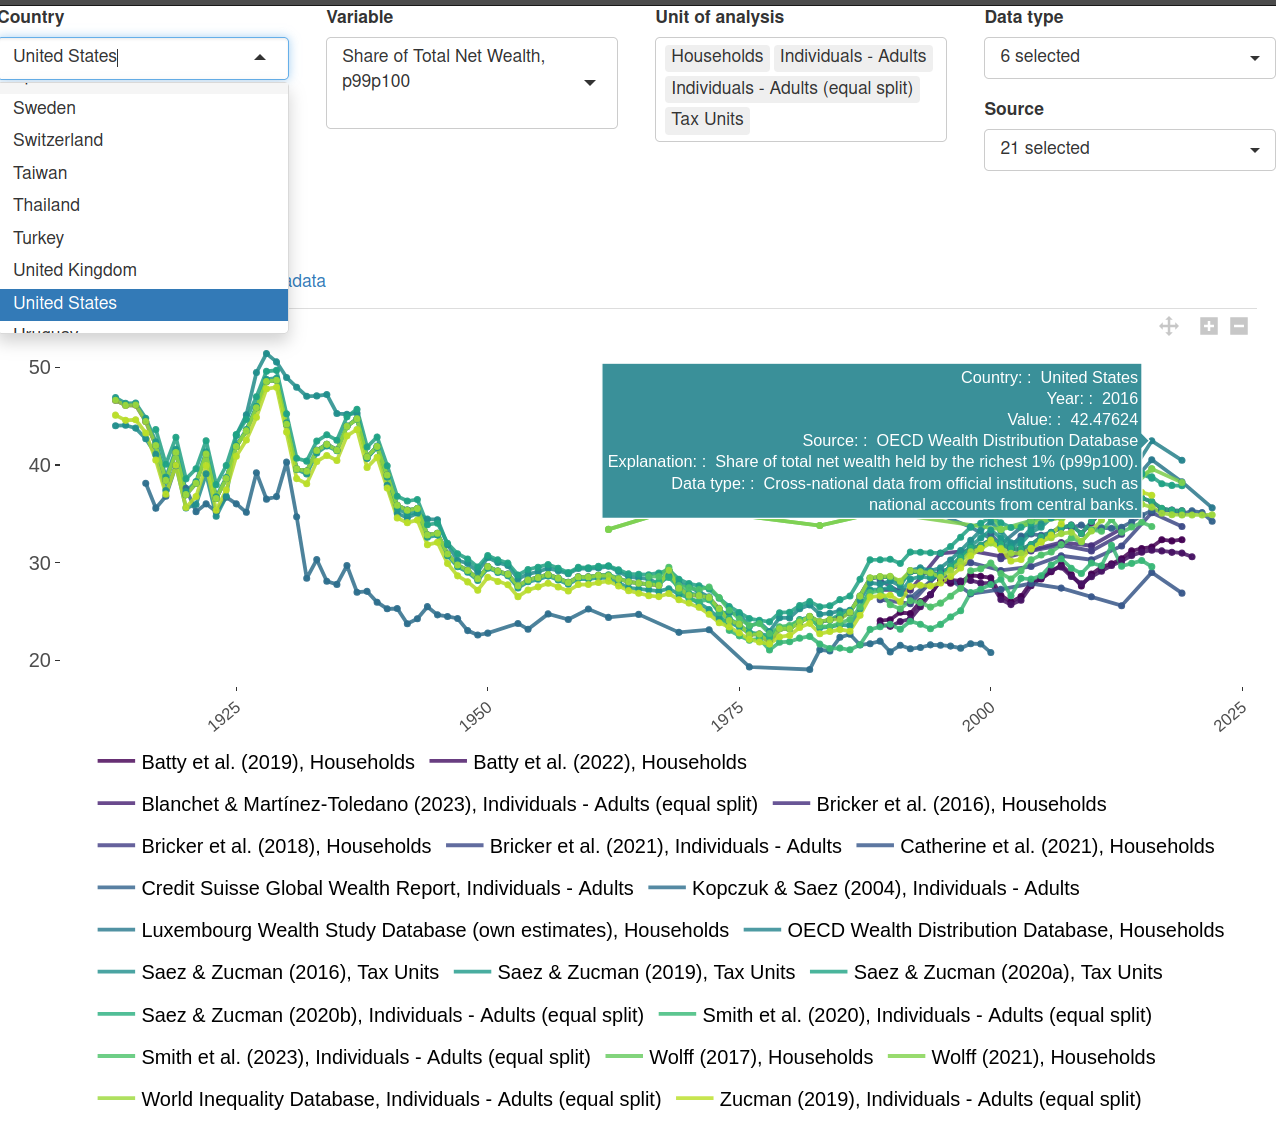 Country
Variable
Unit of analysis
Data type
United States
Share of Total Net Wealth,
p99p100
Households Individuals - Adults
Individuals - Adults (equal split)
Tax Units
6 selected
Source
21 selected
Sweden
Switzerland
Taiwan
Thailand
Turkey
United Kingdom
United States
Uruguay
adata
50
40
30
20
Country: : United States
Year: : 2016
Value: : 42.47624
Source: : OECD Wealth Distribution Database
Explanation: : Share of total net wealth held by the richest 1% (p99p100).
Data type: : Cross-national data from official institutions, such as
national accounts from central banks.
1925
1950
1975
2000
2025
Batty et al. (2019), Households Batty et al. (2022), Households
Blanchet & Martínez-Toledano (2023), Individuals - Adults (equal split) Bricker et al. (2016), Households
Bricker et al. (2018), Households Bricker et al. (2021), Individuals - Adults Catherine et al. (2021), Households
Credit Suisse Global Wealth Report, Individuals - Adults Kopczuk & Saez (2004), Individuals - Adults
Luxembourg Wealth Study Database (own estimates), Households OECD Wealth Distribution Database, Households
Saez & Zucman (2016), Tax Units Saez & Zucman (2019), Tax Units Saez & Zucman (2020a), Tax Units
Saez & Zucman (2020b), Individuals - Adults (equal split) Smith et al. (2020), Individuals - Adults (equal split)
Smith et al. (2023), Individuals - Adults (equal split) Wolff (2017), Households Wolff (2021), Households
World Inequality Database, Individuals - Adults (equal split) Zucman (2019), Individuals - Adults (equal split)